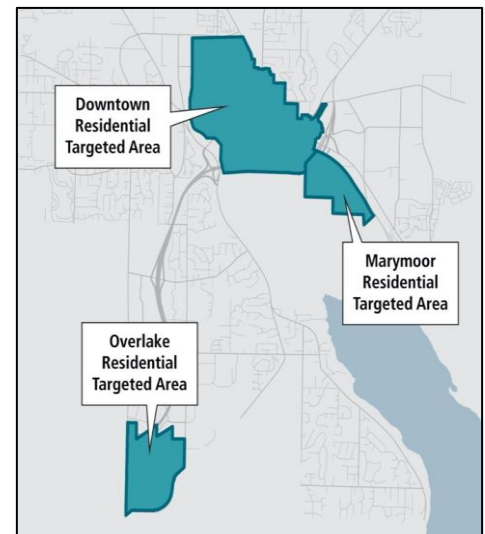 Downtown
Residential
Targeted Area
Marymoor
Residential
Targeted Area
Overlake
Residential
Targeted Area